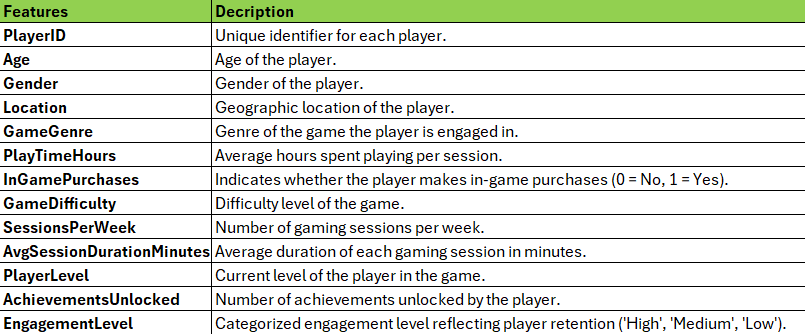 Features Decription
PlayerID Unique identifier for each player.
Age Age of the player.
Gender Gender of the player.
Location Geographic location of the player.
GameGenre Genre of the game the player is engaged in.
PlayTimeHours Average hours spent playing per session.
InGamePurchases Indicates whether the player makes in-game purchases (0 = No, 1 = Yes).
GameDifficulty Difficulty level of the game.
SessionsPerWeek Number of gaming sessions per week.
AvgSessionDurationMinutes Average duration of each gaming session in minutes.
PlayerLevel Current level of the player in the game.
AchievementsUnlocked Number of achievements unlocked by the player.
EngagementLevel Categorized engagement level reflecting player retention ('High', 'Medium', 'Low').